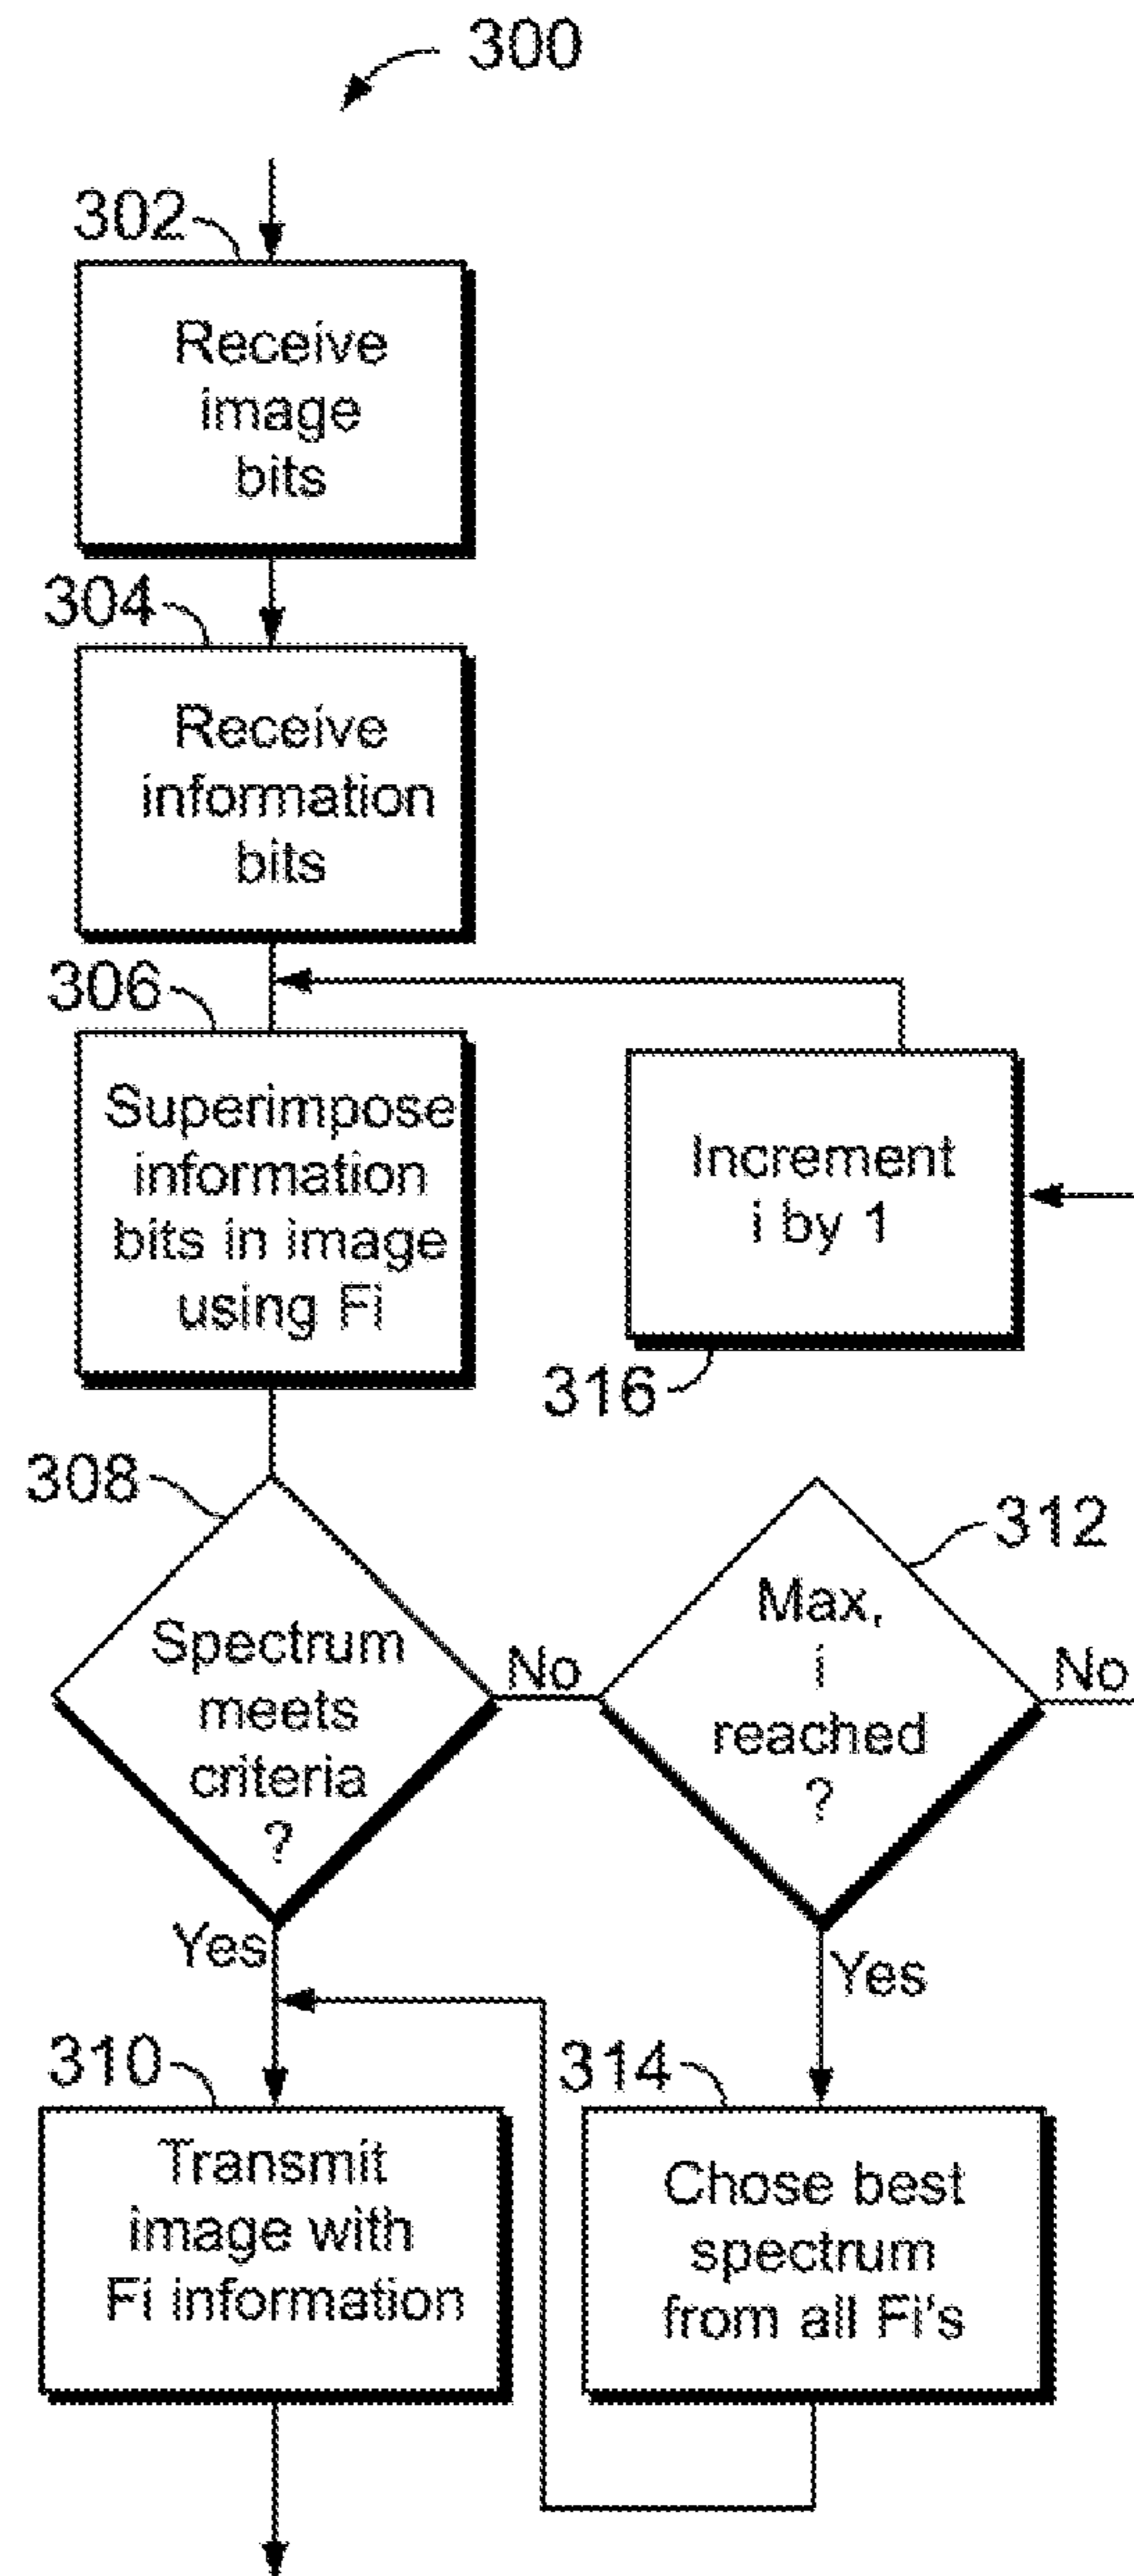 300
302
Receive
image
bits
304
Receive
information
bits
306
Superimpose
information
bits in image
using Fi
Increment
i by 1
316
308
Spectrum
meets
criteria
?
No
312
Max,
i
reached
?
No
Yes
Yes
310
Transmit
image with
Fi information
314
Chose best
spectrum
from all Fi's